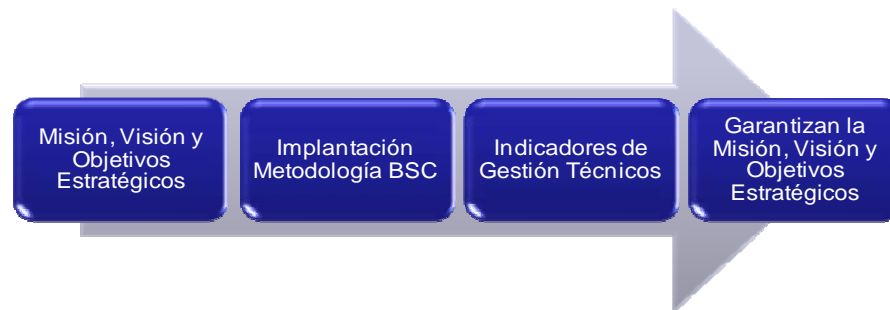 Misión, Visión y
Objetivos
Estratégicos
Implantación
Metodología BSC
Indicadores de
Gestión Técnicos
Garantizan la
Misión, Visión y
Objetivos
Estratégicos